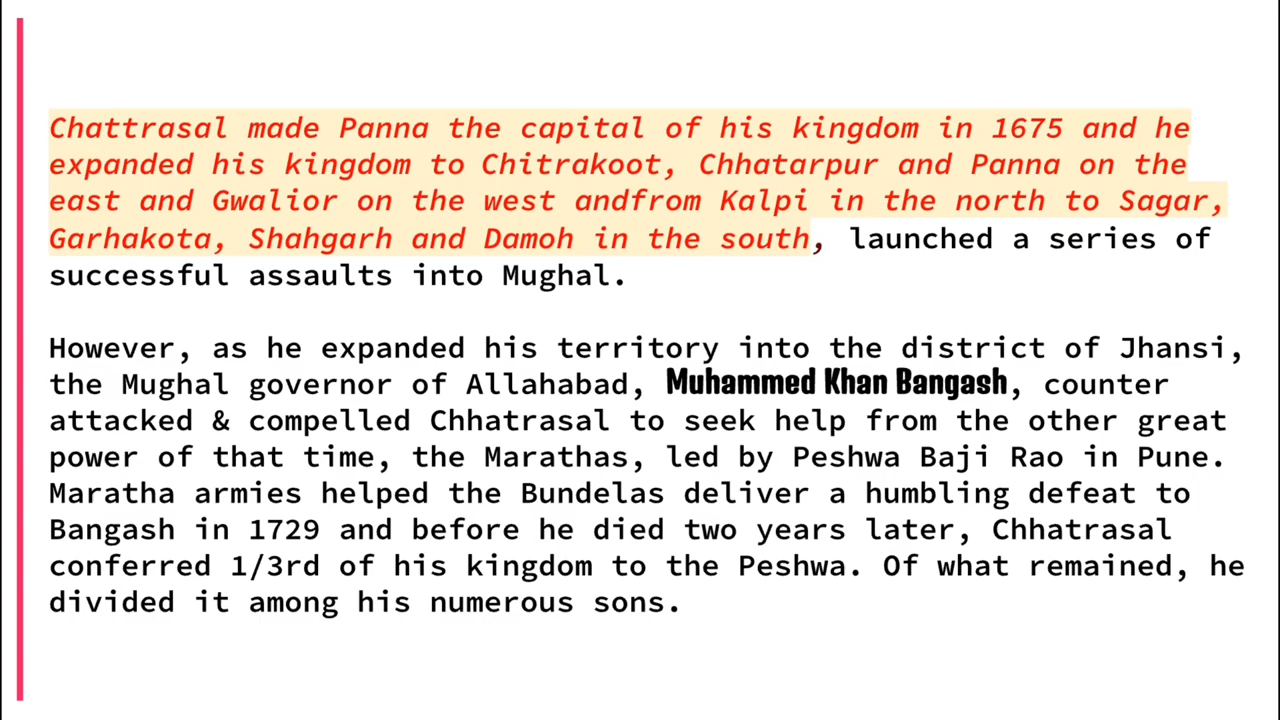 Chattrasal made Panna the capital of his kingdom in 1675 and he
expanded his kingdom to Chitrakoot, Chhatarpur and Panna on the
east and Gwalior on the west andfrom Kalpi in the north to Sagar,
Garhakota, Shahgarh and Damoh in the south, launched a series of
successful assaults into Mughal.
However, as he expanded his territory into the district of Jhansi,
the Mughal governor of Allahabad, Muhammed Khan Bangash, counter
attacked & compelled Chhatrasal to seek help from the other great
power of that time, the Marathas, led by Peshwa Baji Rao in Pune.
Maratha armies helped the Bundelas deliver a humbling defeat to
Bangash in 1729 and before he died two years later, Chhatrasal
conferred 1/3rd of his kingdom to the Peshwa. Of what remained, he
divided it among his numerous sons.